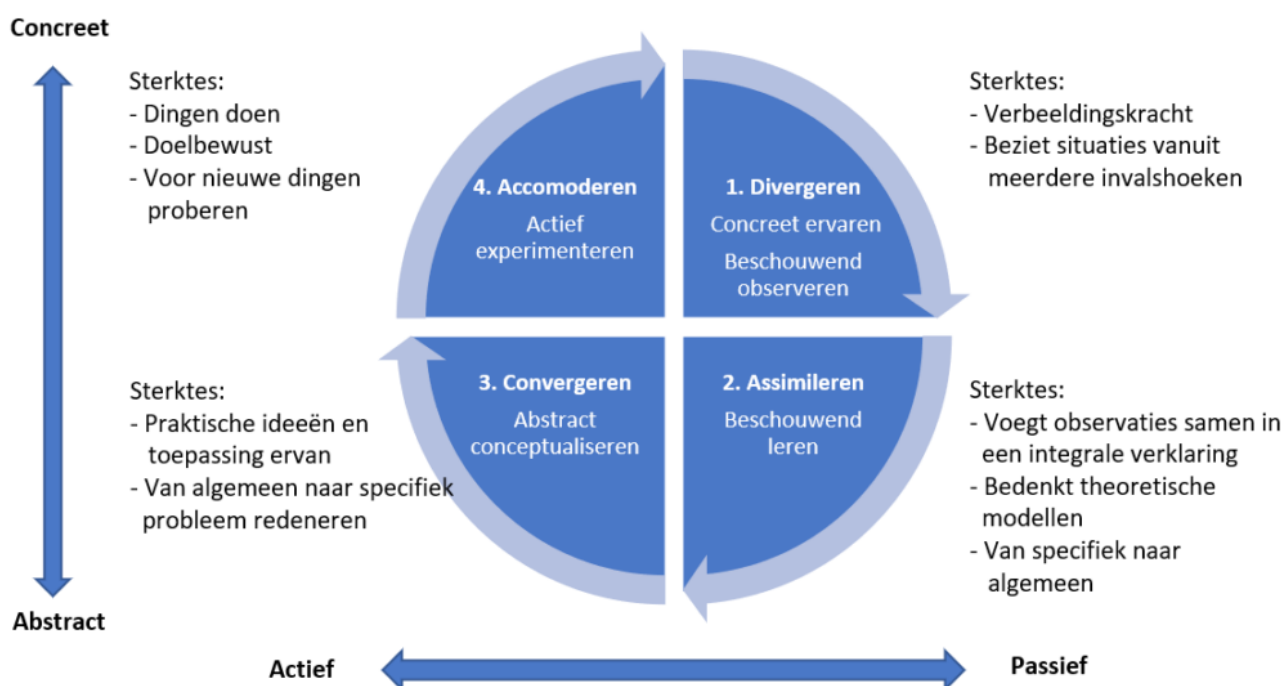 Concreet
Sterktes:
- Dingen doen
- Doelbewust
- Voor nieuwe dingen
proberen
4. Accomoderen
Actief
experimenteren
1. Divergeren
Concreet ervaren
Beschouwend
observeren
Sterktes:
- Verbeeldingskracht
- Beziet situaties vanuit
meerdere invalshoeken
Sterktes:
- Praktische ideeën en
toepassing ervan
- Van algemeen naar specifiek
probleem redeneren
3. Convergeren
Abstract
conceptualiseren
2. Assimileren
Beschouwend
leren
Sterktes:
- Voegt observaties samen in
een integrale verklaring
- Bedenkt theoretische
modellen
- Van specifiek naar
algemeen
Abstract
Actief
Passief